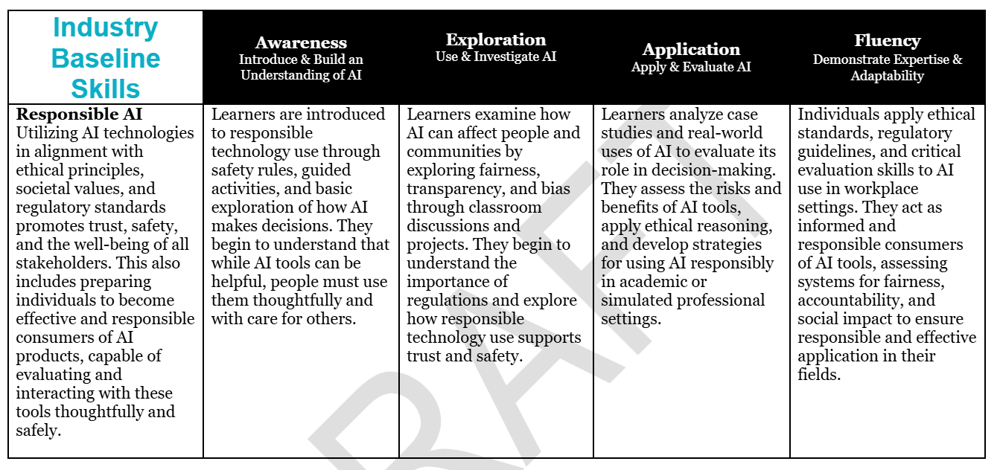 Industry
Baseline
Skills
Awareness
Introduce & Build an
Understanding of AI
Exploration
Use & Investigate AI
Application
Apply & Evaluate AI
Fluency
Demonstrate Expertise &
Adaptability
Responsible AI
Utilizing AI technologies
in alignment with
ethical principles,
societal values, and
regulatory standards
promotes trust, safety,
and the well-being of all
stakeholders. This also
includes preparing
individuals to become
effective and responsible
consumers of AI
products, capable of
evaluating and
interacting with these
tools thoughtfully and
safely.
Learners are introduced
to responsible
technology use through
safety rules, guided
activities, and basic
exploration of how AI
makes decisions. They
begin to understand that
while AI tools can be
helpful, people must use
them thoughtfully and
with care for others.
Learners examine how
AI can affect people and
communities by
exploring fairness,
transparency, and bias
through classroom
discussions and
projects. They begin to
understand the
importance of
regulations and explore
how responsible
technology use supports
trust and safety.
Learners analyze case
studies and real-world
uses of AI to evaluate its
role in decision-making.
They assess the risks and
benefits of AI tools,
apply ethical reasoning,
and develop strategies
for using AI responsibly
in academic or
simulated professional
settings.
Individuals apply ethical
standards, regulatory
guidelines, and critical
evaluation skills to AI
use in workplace
settings. They act as
informed and
responsible consumers
of AI tools, assessing
systems for fairness,
accountability, and
social impact to ensure
responsible and effective
application in their
fields.
RAFT